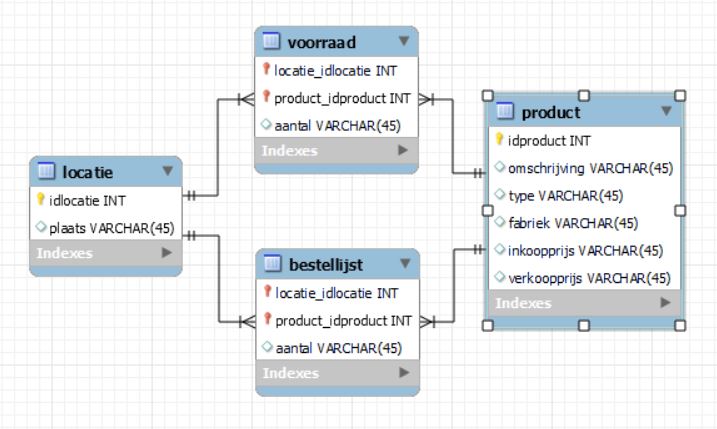 voorraad
locatie_idlocatie INT
product_idproduct INT
aantal VARCHAR(45)
Indexes
product
idproduct INT
omschrijving VARCHAR(45)
type VARCHAR(45)
fabriek VARCHAR(45)
inkoopprijs VARCHAR(45)
verkoopprijs VARCHAR(45)
Indexes
locatie
idlocatie INT
plaats VARCHAR(45)
Indexes
bestellijst
locatie_idlocatie INT
product_idproduct INT
aantal VARCHAR(45)
Indexes